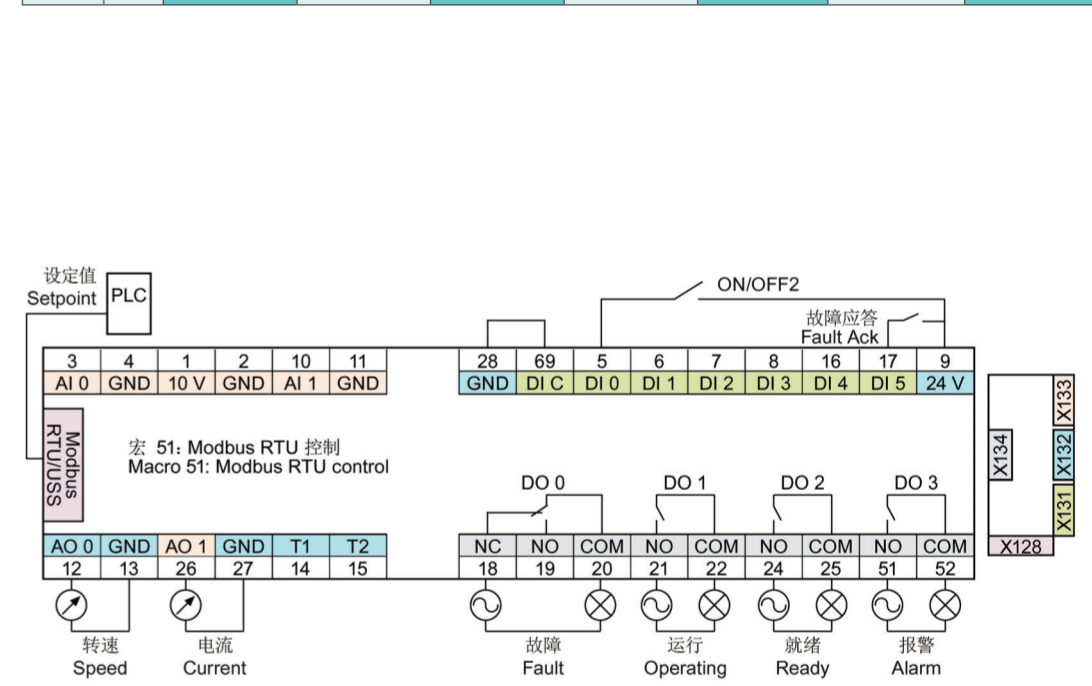 设定值
Setpoint
PLC
ON/OFF2
故障应答
Fault Ack
3 4 1 2 10 11 28 69 5 6 7 8 16 17 9
AI 0 GND 10 V GND AI 1 GND GND DI C DI 0 DI 1 DI 2 DI 3 DI 4 DI 5 24 V
Modbus
RTU/USS
宏 51: Modbus RTU 控制
Macro 51: Modbus RTU control
DO 0 DO 1 DO 2 DO 3
AO 0 GND AO 1 GND T1 T2 NC NO COM NO COM NO COM NO COM
12 13 26 27 14 15 18 19 20 21 22 24 25 51 52
转速 电流 故障 运行 就绪 报警
Speed Current Fault Operating Ready Alarm
X134
X133
X132
X131
X128